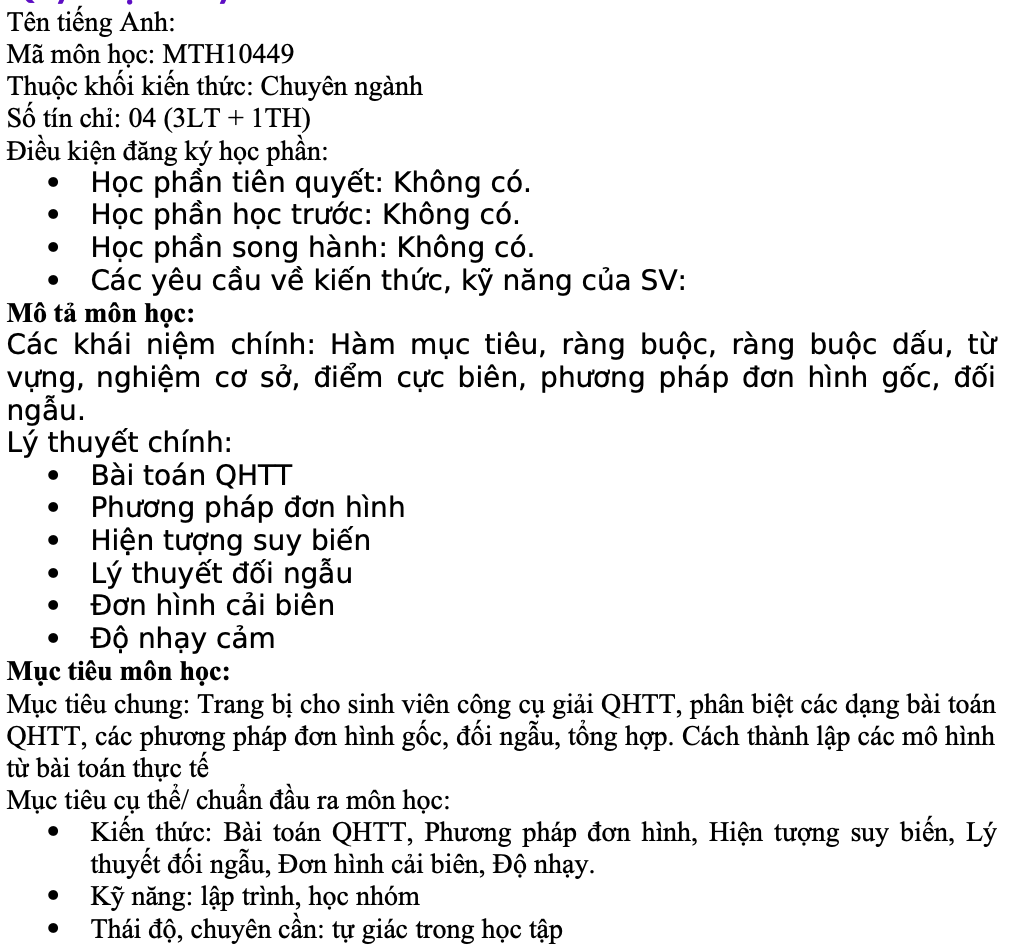 Tên tiếng Anh:
Mã môn học: MTH10449
Thuộc khối kiến thức: Chuyên ngành
Số tín chỉ: 04 (3LT + 1TH)
Điều kiện đăng ký học phần:
• Học phần tiên quyết: Không có.
• Học phần học trước: Không có.
• Học phần song hành: Không có.
• Các yêu cầu về kiến thức, kỹ năng của SV:
Mô tả môn học:
Các khái niệm chính: Hàm mục tiêu, ràng buộc, ràng buộc dấu, từ
vựng, nghiệm cơ sở, điểm cực biên, phương pháp đơn hình gốc, đối
ngẫu.
Lý thuyết chính:
• Bài toán QHTT
• Phương pháp đơn hình
• Hiện tượng suy biến
• Lý thuyết đối ngẫu
• Đơn hình cải biên
• Độ nhạy cảm
Mục tiêu môn học:
Mục tiêu chung: Trang bị cho sinh viên công cụ giải QHTT, phân biệt các dạng bài toán
QHTT, các phương pháp đơn hình gốc, đối ngẫu, tổng hợp. Cách thành lập các mô hình
từ bài toán thực tế
Mục tiêu cụ thể/ chuẩn đầu ra môn học:
• Kiến thức: Bài toán QHTT, Phương pháp đơn hình, Hiện tượng suy biến, Lý
thuyết đối ngẫu, Đơn hình cải biên, Độ nhạy.
• Kỹ năng: lập trình, học nhóm
• Thái độ, chuyên cần: tự giác trong học tập